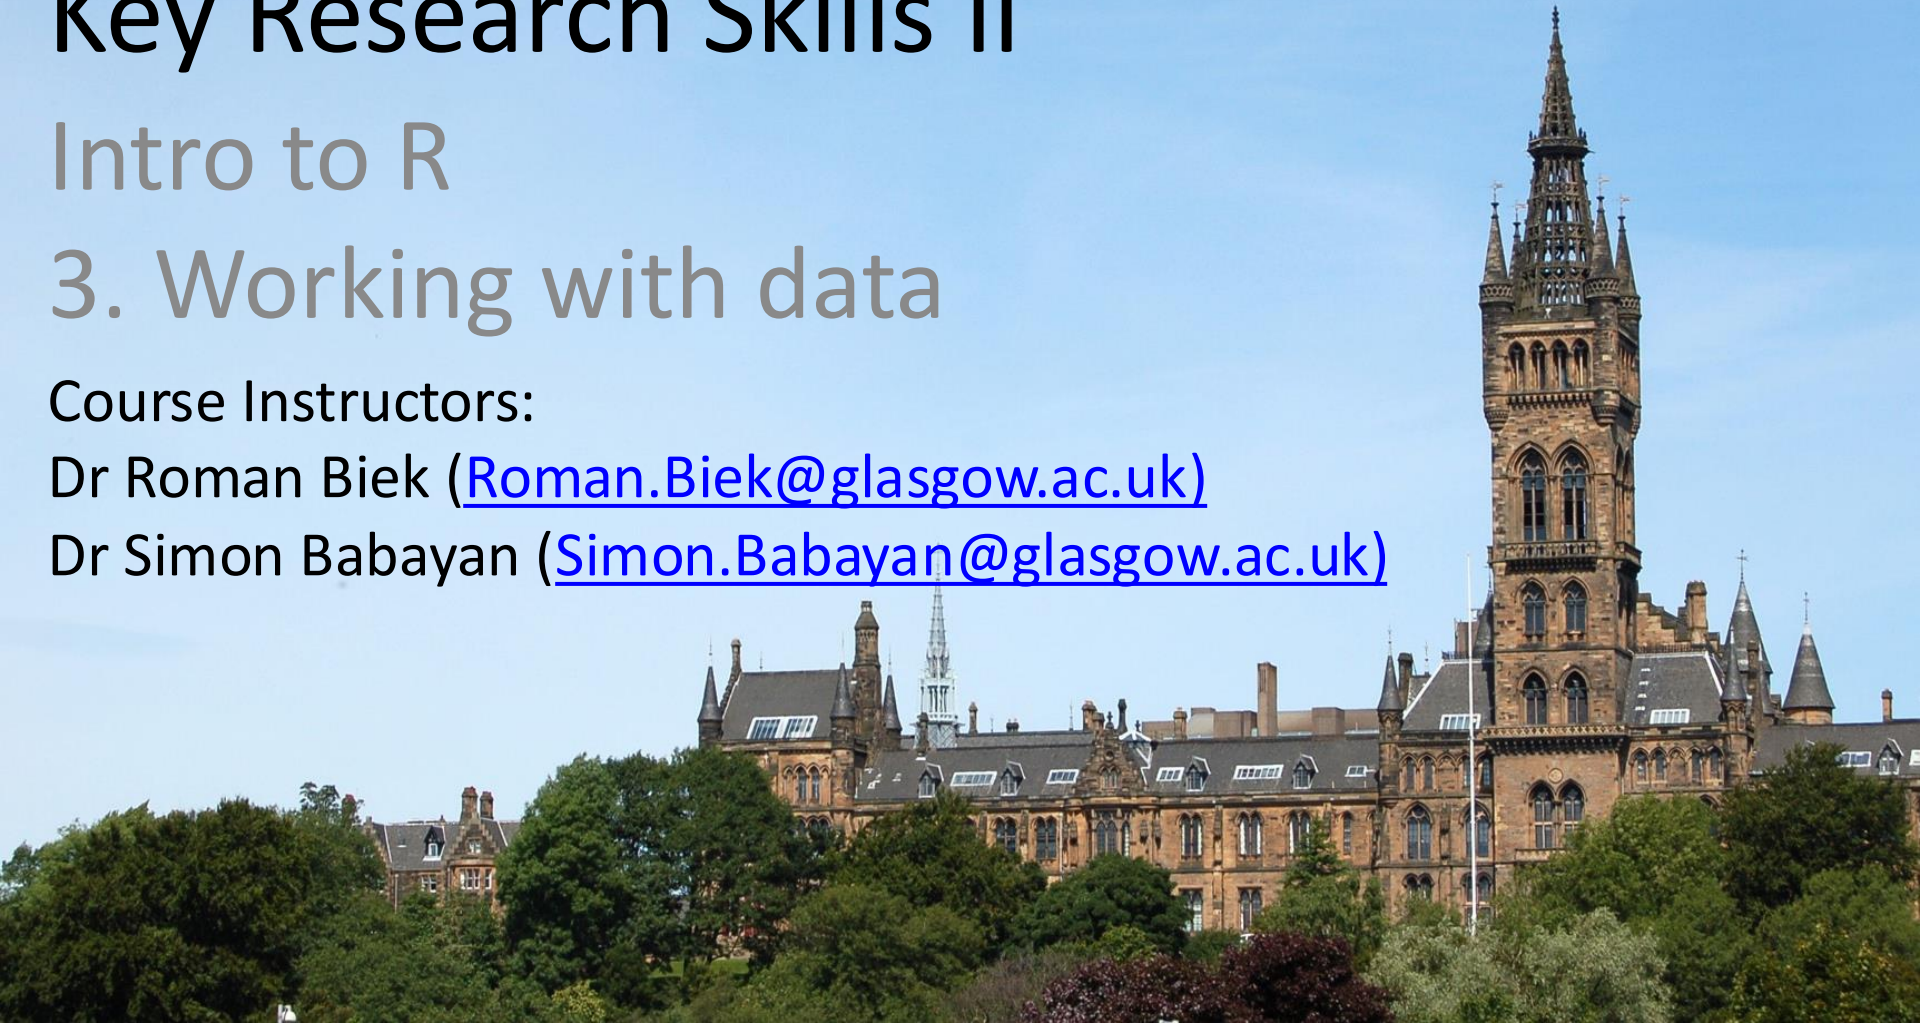 Key Research Skills II
Intro to R
3. Working with data
Course Instructors:
Dr Roman Biek (Roman.Biek@glasgow.ac.uk)
Dr Simon Babayan (Simon.Babayan@glasgow.ac.uk)